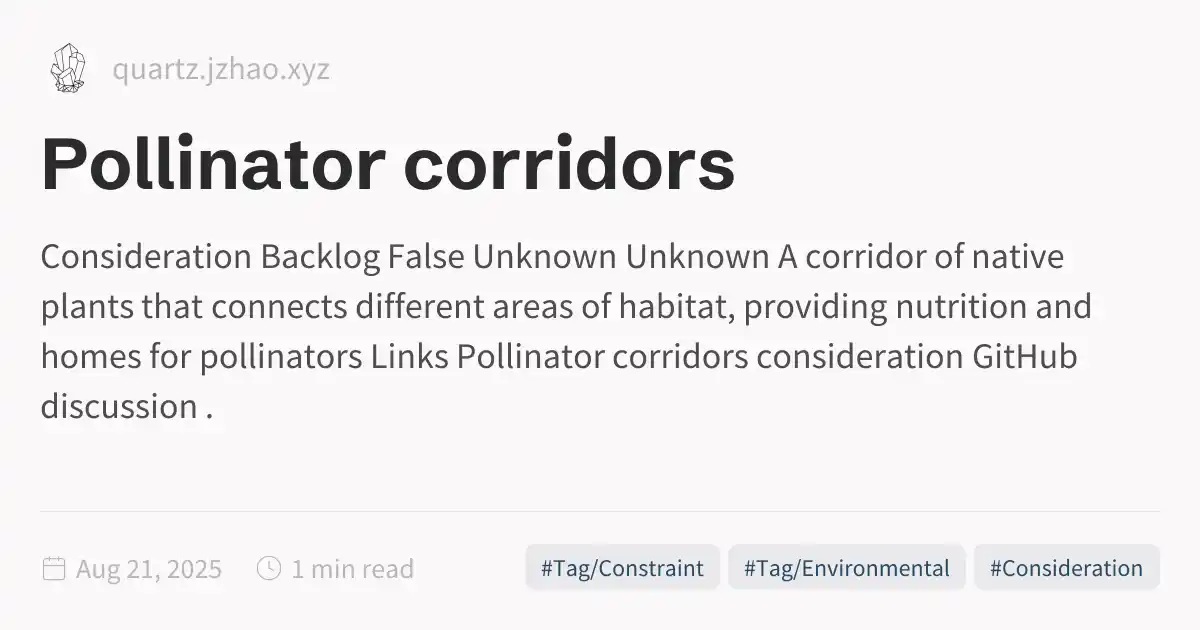 quartz.jzhao.xyz
Pollinator corridors
Consideration Backlog False Unknown Unknown A corridor of native
plants that connects different areas of habitat, providing nutrition and
homes for pollinators Links Pollinator corridors consideration GitHub
discussion .
Aug 21, 2025 1 min read #Tag/Constraint #Tag/Environmental #Consideration